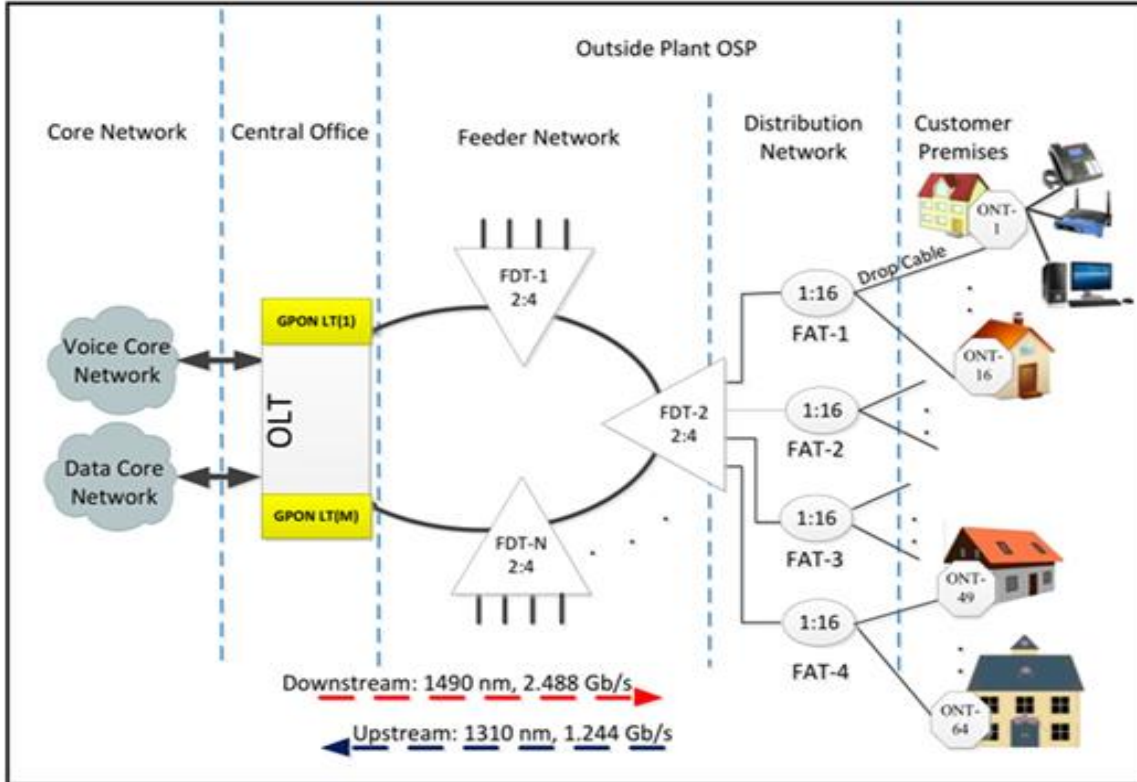 Outside Plant OSP
Core Network
Central Office
Feeder Network
Distribution
Network
Customer
Premises
ONT-
1
FDT-1
2:4
Drop Cable
1:16
FAT-1
GPON LT(1)
Voice Core
Network
ONT-
16
OLT
FDT-2
2:4
1:16
FAT-2
Data Core
Network
GPON LT(M)
1:16
FAT-3
FDT-N
2:4
ONT-
49
1:16
FAT-4
Downstream: 1490 nm, 2.488 Gb/s
Upstream: 1310 nm, 1.244 Gb/s
ONT-
64